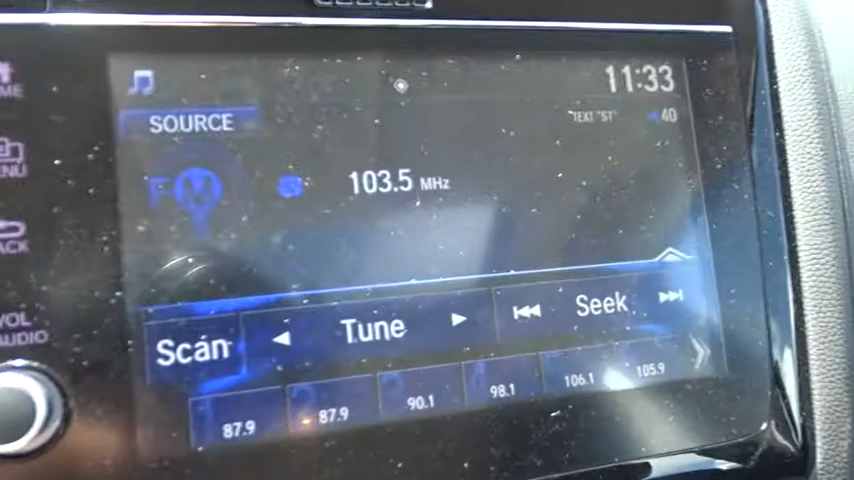 11:33
SOURCE
TEXT "ST"
40
FM
103.5 MHz
VOL
AUDIO
Scan
Tune
Seek
87.9
87.9
90.1
98.1
106.1
105.9